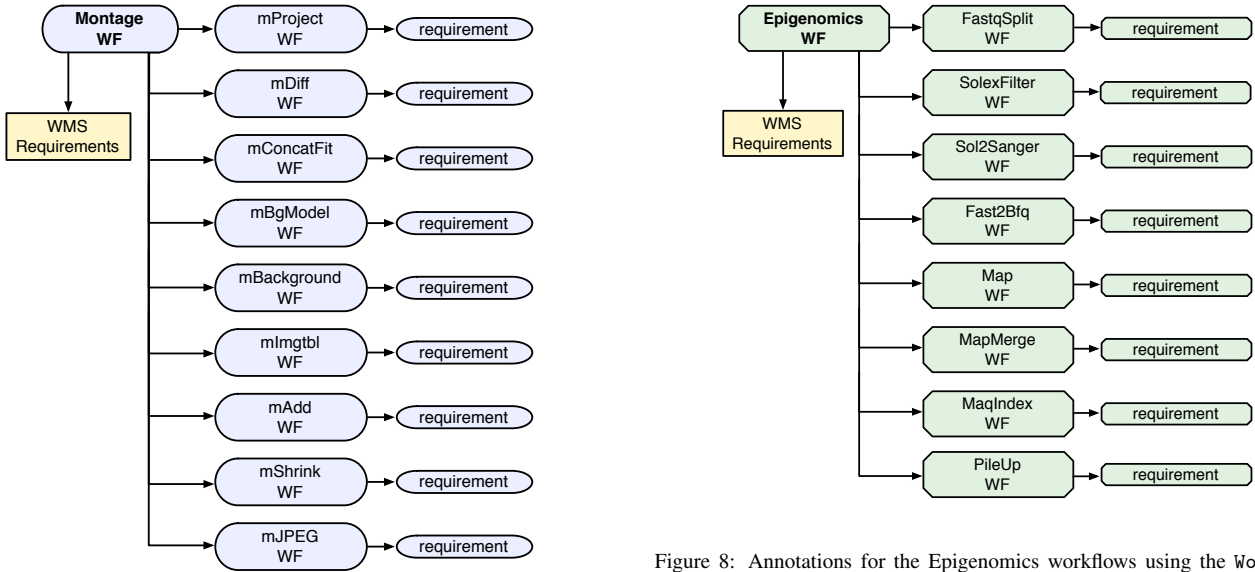 Montage
WF
WMS
Requirements
mProject
WF
requirement
mDiff
WF
requirement
mConcatFit
WF
requirement
mBgModel
WF
requirement
mBackground
WF
requirement
mImgtbl
WF
requirement
mAdd
WF
requirement
mShrink
WF
requirement
mJPEG
WF
requirement
Epigenomics
WF
WMS
Requirements
FastqSplit
WF
requirement
SolexFilter
WF
requirement
Sol2Sanger
WF
requirement
Fast2Bfq
WF
requirement
Map
WF
requirement
MapMerge
WF
requirement
MaqIndex
WF
requirement
PileUp
WF
requirement
Figure 8: Annotations for the Epigenomics workflows using the Wo